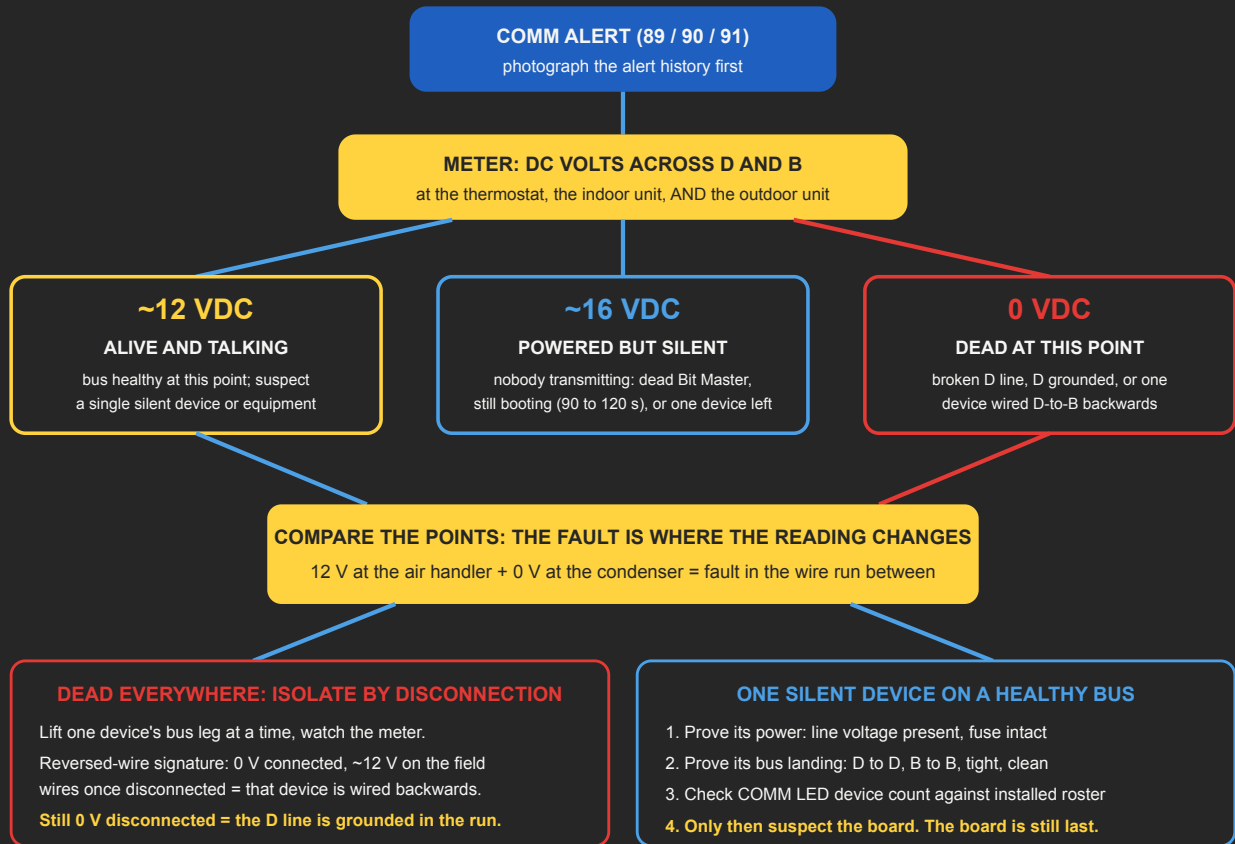 COMM ALERT (89 / 90 / 91)
photograph the alert history first
METER: DC VOLTS ACROSS D AND B
at the thermostat, the indoor unit, AND the outdoor unit
~12 VDC
ALIVE AND TALKING
bus healthy at this point; suspect
a single silent device or equipment
~16 VDC
POWERED BUT SILENT
nobody transmitting: dead Bit Master,
still booting (90 to 120 s), or one device left
0 VDC
DEAD AT THIS POINT
broken D line, D grounded, or one
device wired D-to-B backwards
COMPARE THE POINTS: THE FAULT IS WHERE THE READING CHANGES
12 V at the air handler + 0 V at the condenser = fault in the wire run between
DEAD EVERYWHERE: ISOLATE BY DISCONNECTION
Lift one device's bus leg at a time, watch the meter.
Reversed-wire signature: 0 V connected, ~12 V on the field
wires once disconnected = that device is wired backwards.
Still 0 V disconnected = the D line is grounded in the run.
ONE SILENT DEVICE ON A HEALTHY BUS
1. Prove its power: line voltage present, fuse intact
2. Prove its bus landing: D to D, B to B, tight, clean
3. Check COMM LED device count against installed roster
4. Only then suspect the board. The board is still last.